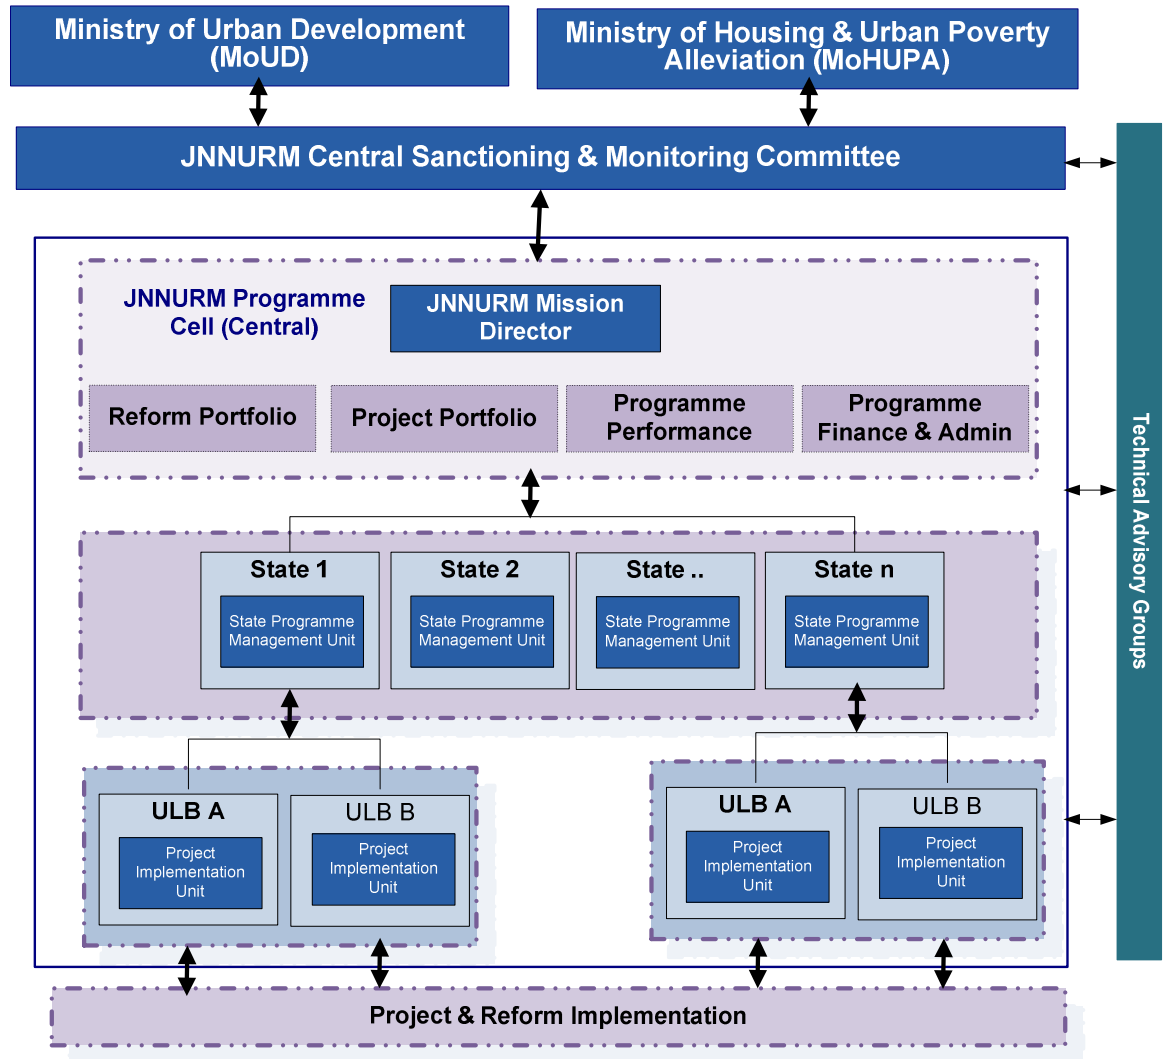 Ministry of Urban Development
(MoUD)
Ministry of Housing & Urban Poverty
Alleviation (MoHUPA)
JNNURM Central Sanctioning & Monitoring Committee
JNNURM Programme
Cell (Central)
JNNURM Mission
Director
Reform Portfolio
Project Portfolio
Programme
Performance
Programme
Finance & Admin
Technical Advisory Groups
State 1
State Programme
Management Unit
State 2
State Programme
Management Unit
State ..
State Programme
Management Unit
State n
State Programme
Management Unit
ULB A
Project
Implementation
Unit
ULB B
Project
Implementation
Unit
ULB A
Project
Implementation
Unit
ULB B
Project
Implementation
Unit
Project & Reform Implementation